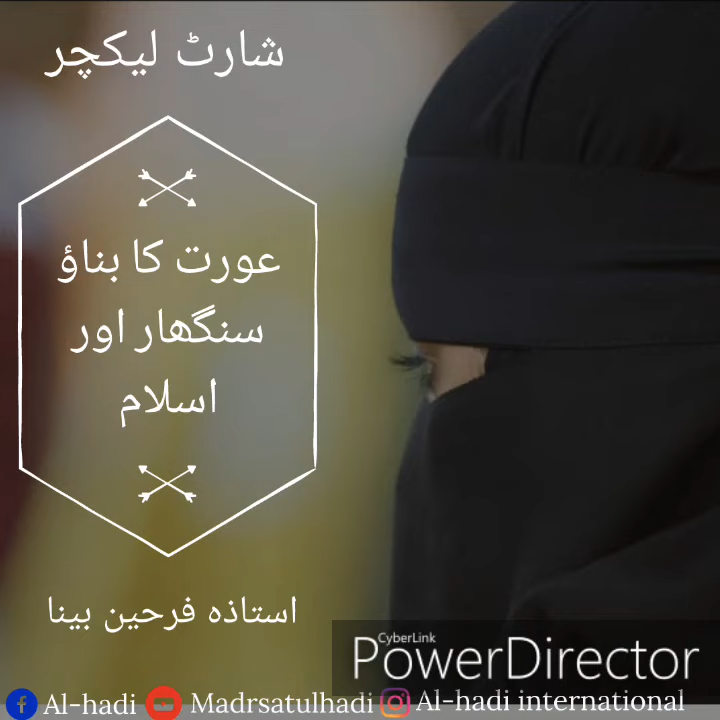 شارٹ لیکچر
عورت کا بناؤ
سنگھار اور
اسلام
استاذہ فرحین بینا
CyberLink
PowerDirector
Al-hadi Madrsatulhadi Al-hadi international